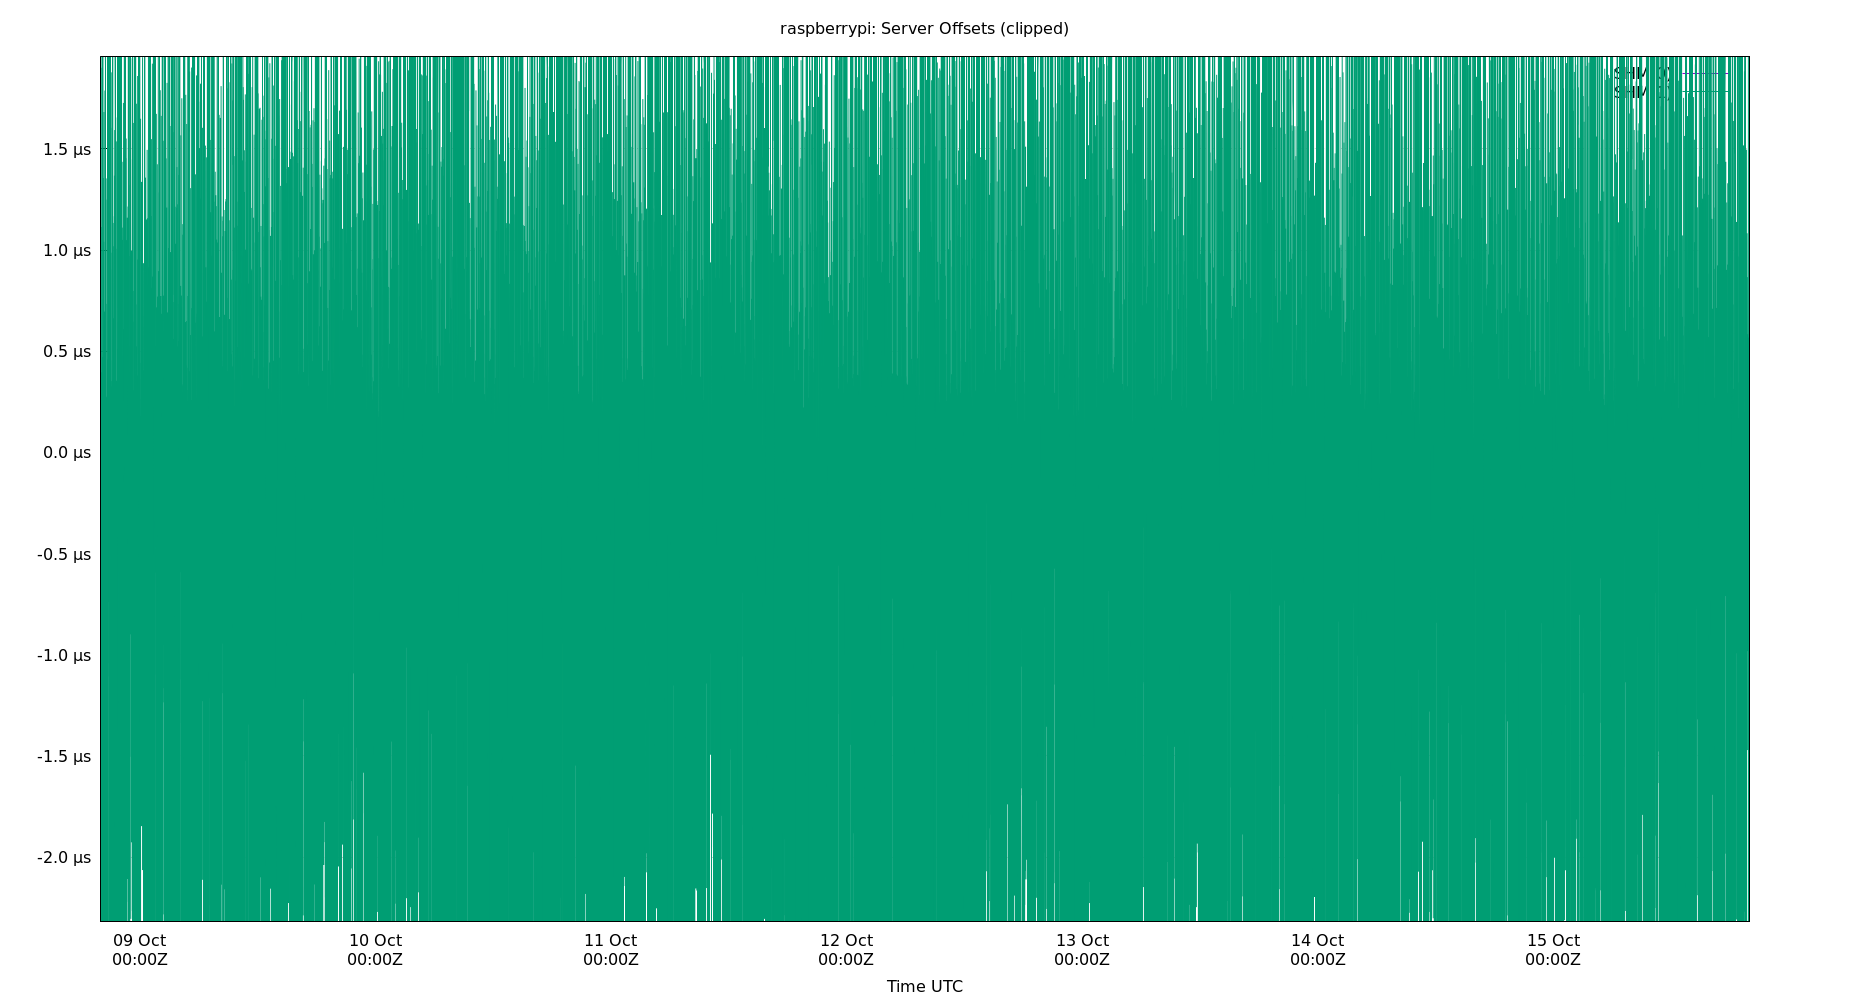 raspberrypi: Server Offsets (clipped)
1.5 µs
1.0 µs
0.5 µs
0.0 µs
-0.5 µs
-1.0 µs
-1.5 µs
-2.0 µs
09 Oct 10 Oct 11 Oct 12 Oct 13 Oct 14 Oct 15 Oct
00:00Z 00:00Z 00:00Z 00:00Z 00:00Z 00:00Z 00:00Z
Time UTC